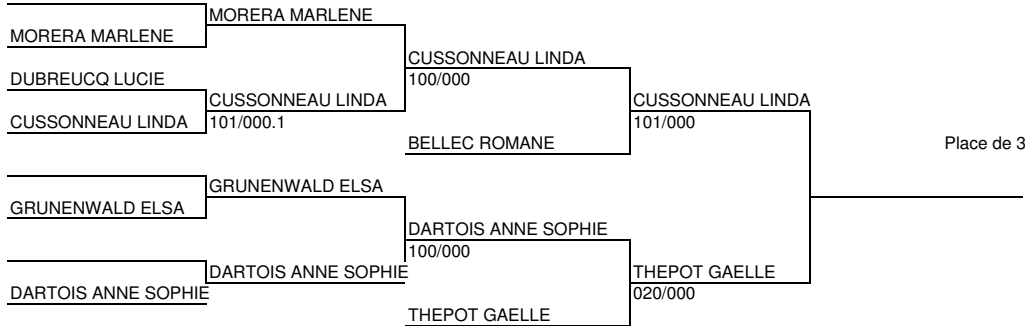 MORERA MARLENE
MORERA MARLENE
CUSSONNEAU LINDA
100/000
DUBREUCQ LUCIE
CUSSONNEAU LINDA
101/000.1
CUSSONNEAU LINDA
101/000
CUSSONNEAU LINDA
BELLEC ROMANE
Place de 3
GRUNENWALD ELSA
GRUNENWALD ELSA
DARTOIS ANNE SOPHIE
100/000
DARTOIS ANNE SOPHIE
THEPOT GAELLE
020/000
DARTOIS ANNE SOPHIE
THEPOT GAELLE